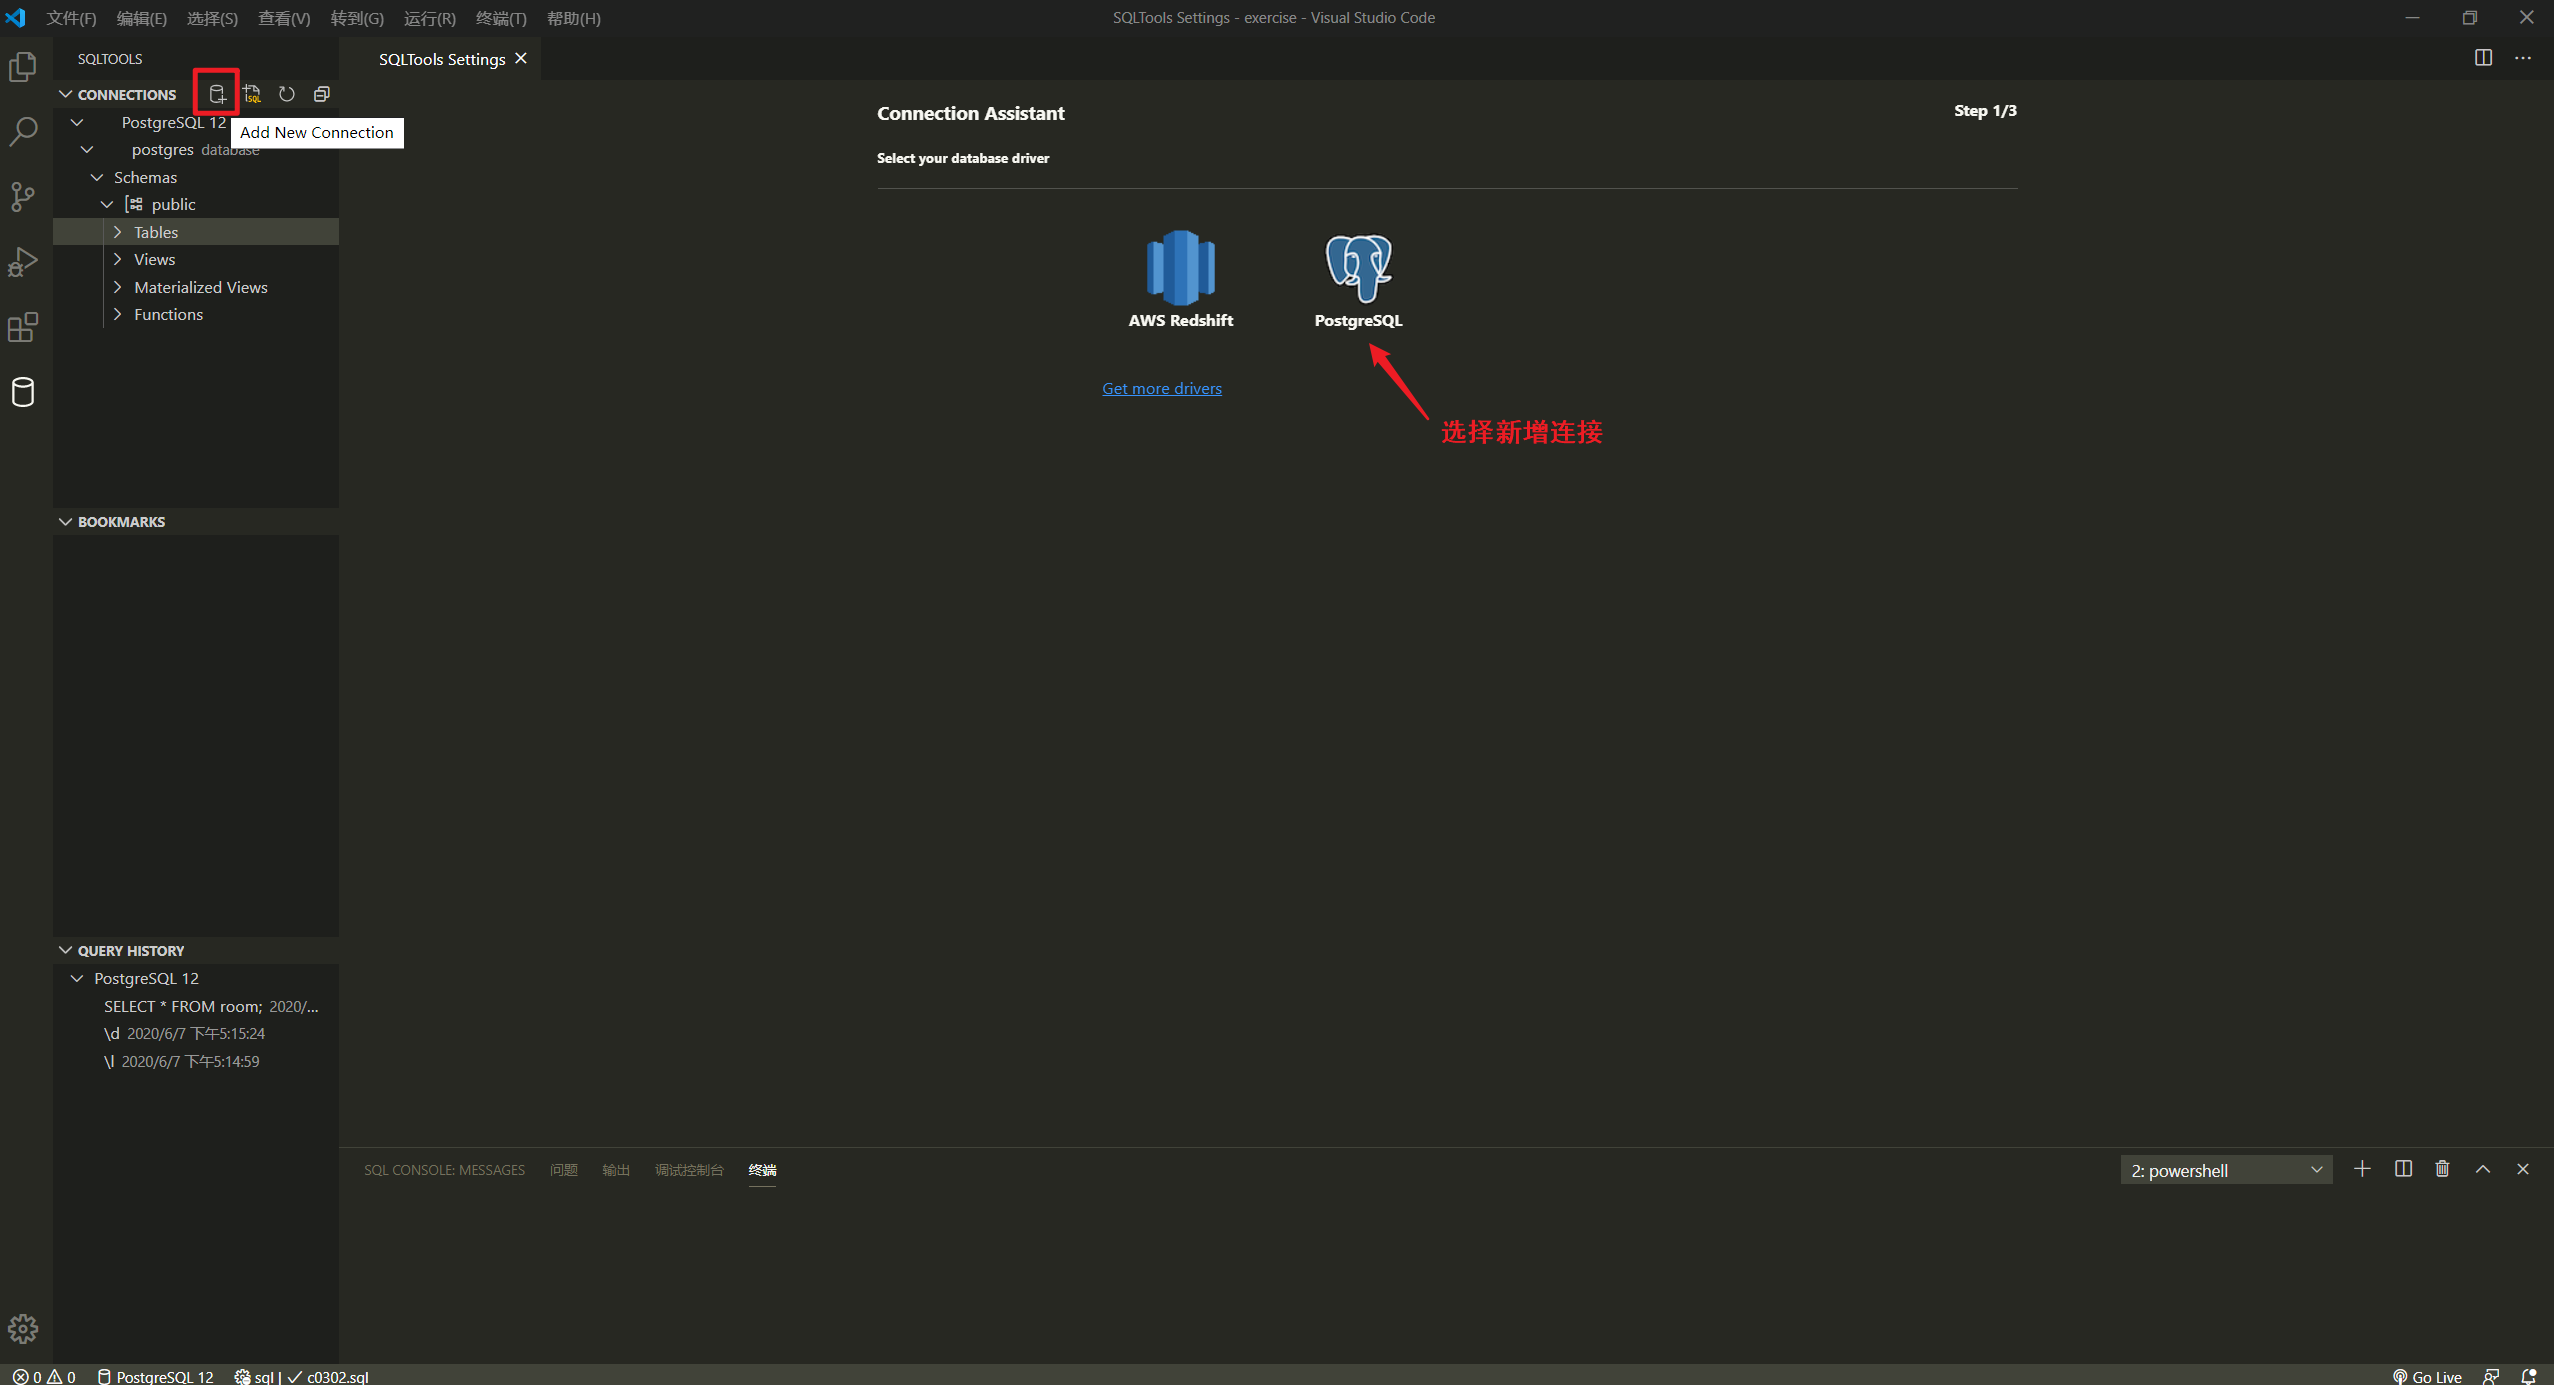 文件(F) 编辑(E) 选择(S) 查看(V) 转到(G) 运行(R) 终端(T) 帮助(H)
SQLTools Settings - exercise - Visual Studio Code
SQLTOOLS
SQLTools Settings
CONNECTIONS
SQL
PostgreSQL 12
Add New Connection
postgres database
Schemas
public
Tables
Views
Materialized Views
Functions
Connection Assistant
Step 1/3
Select your database driver
AWS Redshift
PostgreSQL
Get more drivers
选择新增连接
BOOKMARKS
QUERY HISTORY
PostgreSQL 12
SELECT * FROM room; 2020/...
\d 2020/6/7 下午5:15:24
\l 2020/6/7 下午5:14:59
SQL CONSOLE: MESSAGES 问题 输出 调试控制台 终端
2: powershell
0 0 PostgreSQL 12 sql | ✓ c0302.sql
Go Live